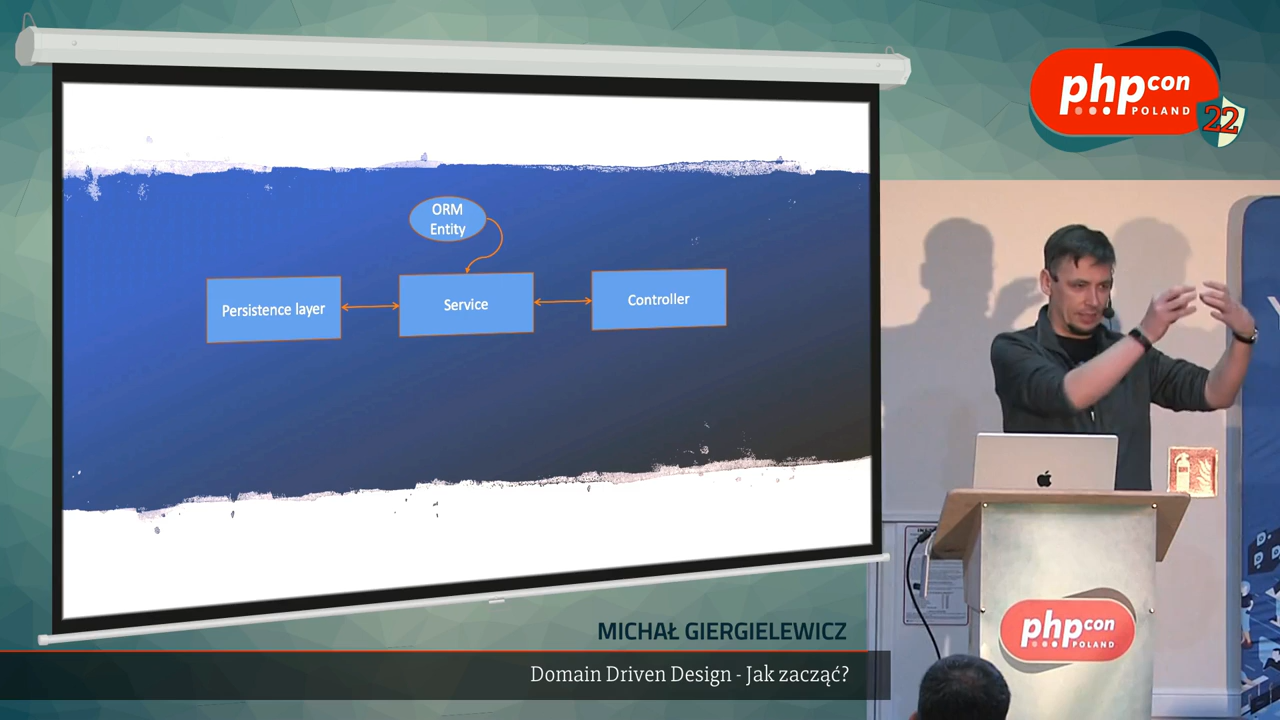 php con
POLAND
22
ORM
Entity
Persistence layer
Service
Controller
php con
POLAND
MICHAŁ GIERGIELEWICZ
Domain Driven Design - Jak zacząć?